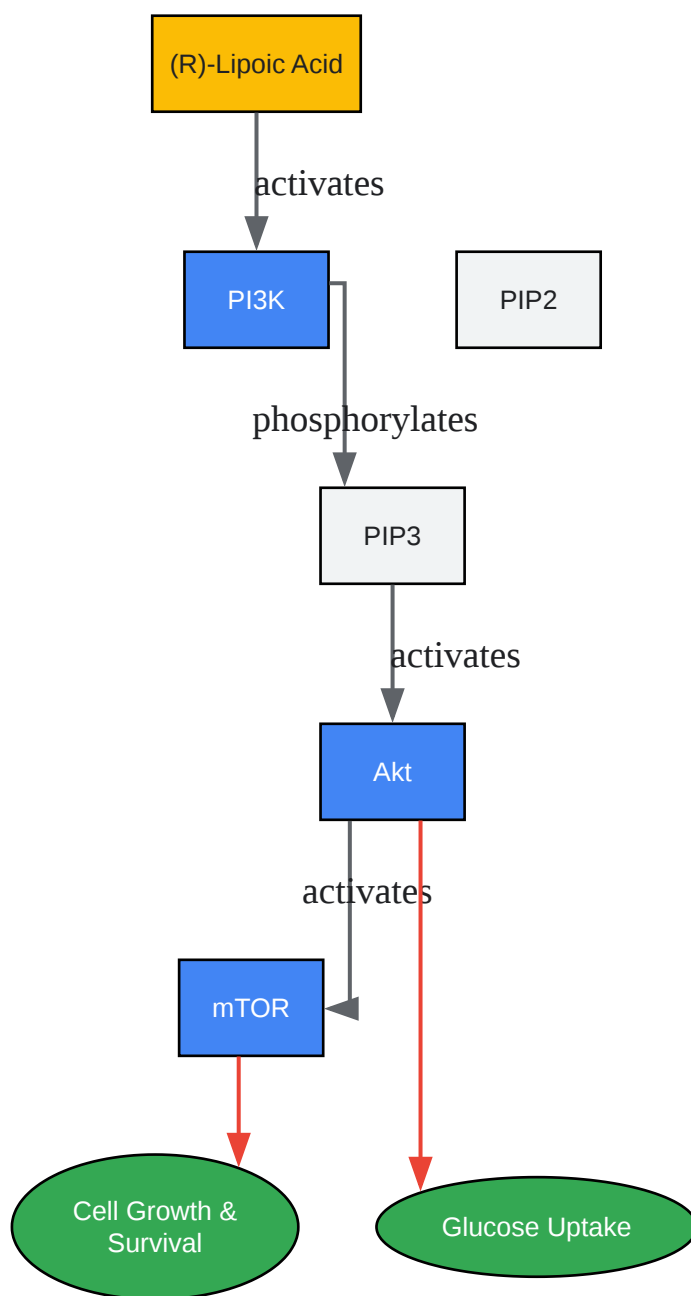 (R)-Lipoic Acid
activates
PI3K
PIP2
phosphorylates
PIP3
activates
Akt
activates
mTOR
Cell Growth &
Survival
Glucose Uptake